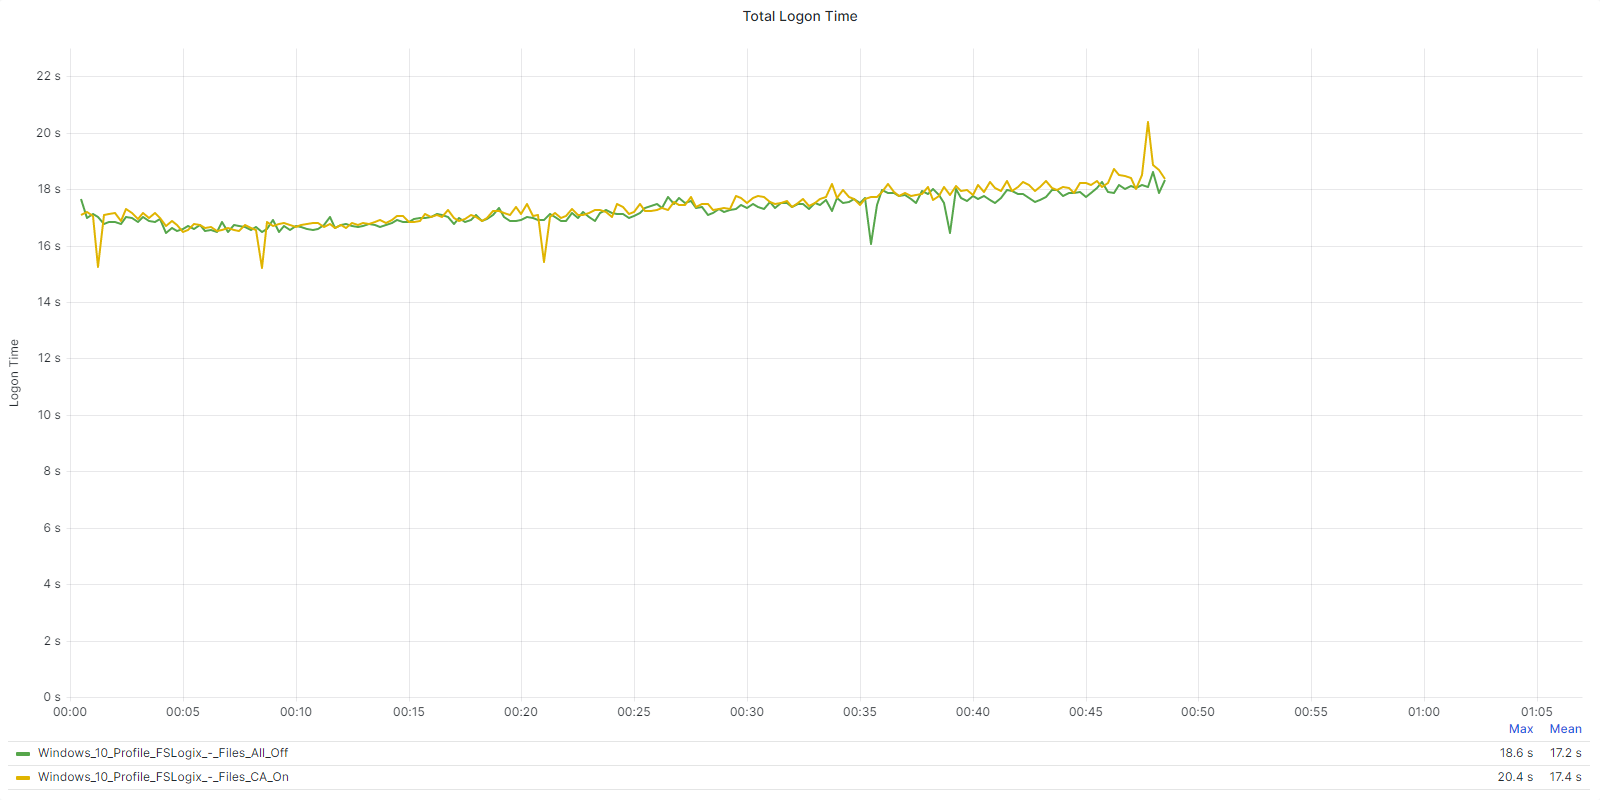 Total Logon Time
22 s
20 s
18 s
16 s
14 s
12 s
10 s
8 s
6 s
4 s
2 s
0 s
Logon Time
00:00 00:05 00:10 00:15 00:20 00:25 00:30 00:35 00:40 00:45 00:50 00:55 01:00 01:05
Max Mean
Windows_10_Profile_FSLogix_-_Files_All_Off 18.6 s 17.2 s
Windows_10_Profile_FSLogix_-_Files_CA_On 20.4 s 17.4 s